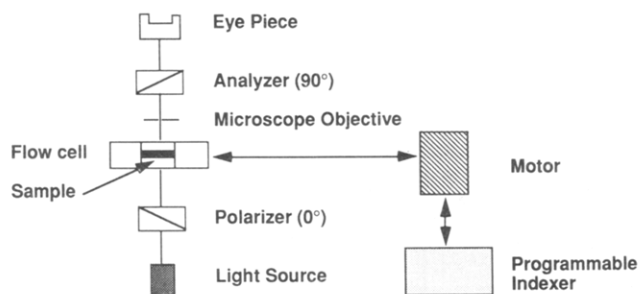 Eye Piece
Analyzer (90°)
Microscope Objective
Flow cell
Sample
Motor
Polarizer (0°)
Light Source
Programmable
Indexer